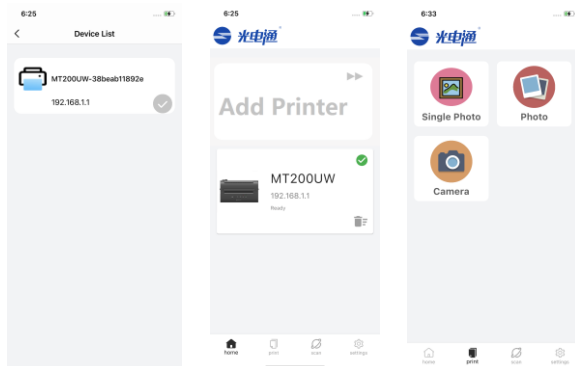 6:25
Device List
MT200UW-38beab11892e
192.168.1.1
6:25
光电通
Add Printer
MT200UW
192.168.1.1
Ready
home
print
scan
settings
6:33
光电通
Single Photo
Photo
Camera
home
print
scan
settings